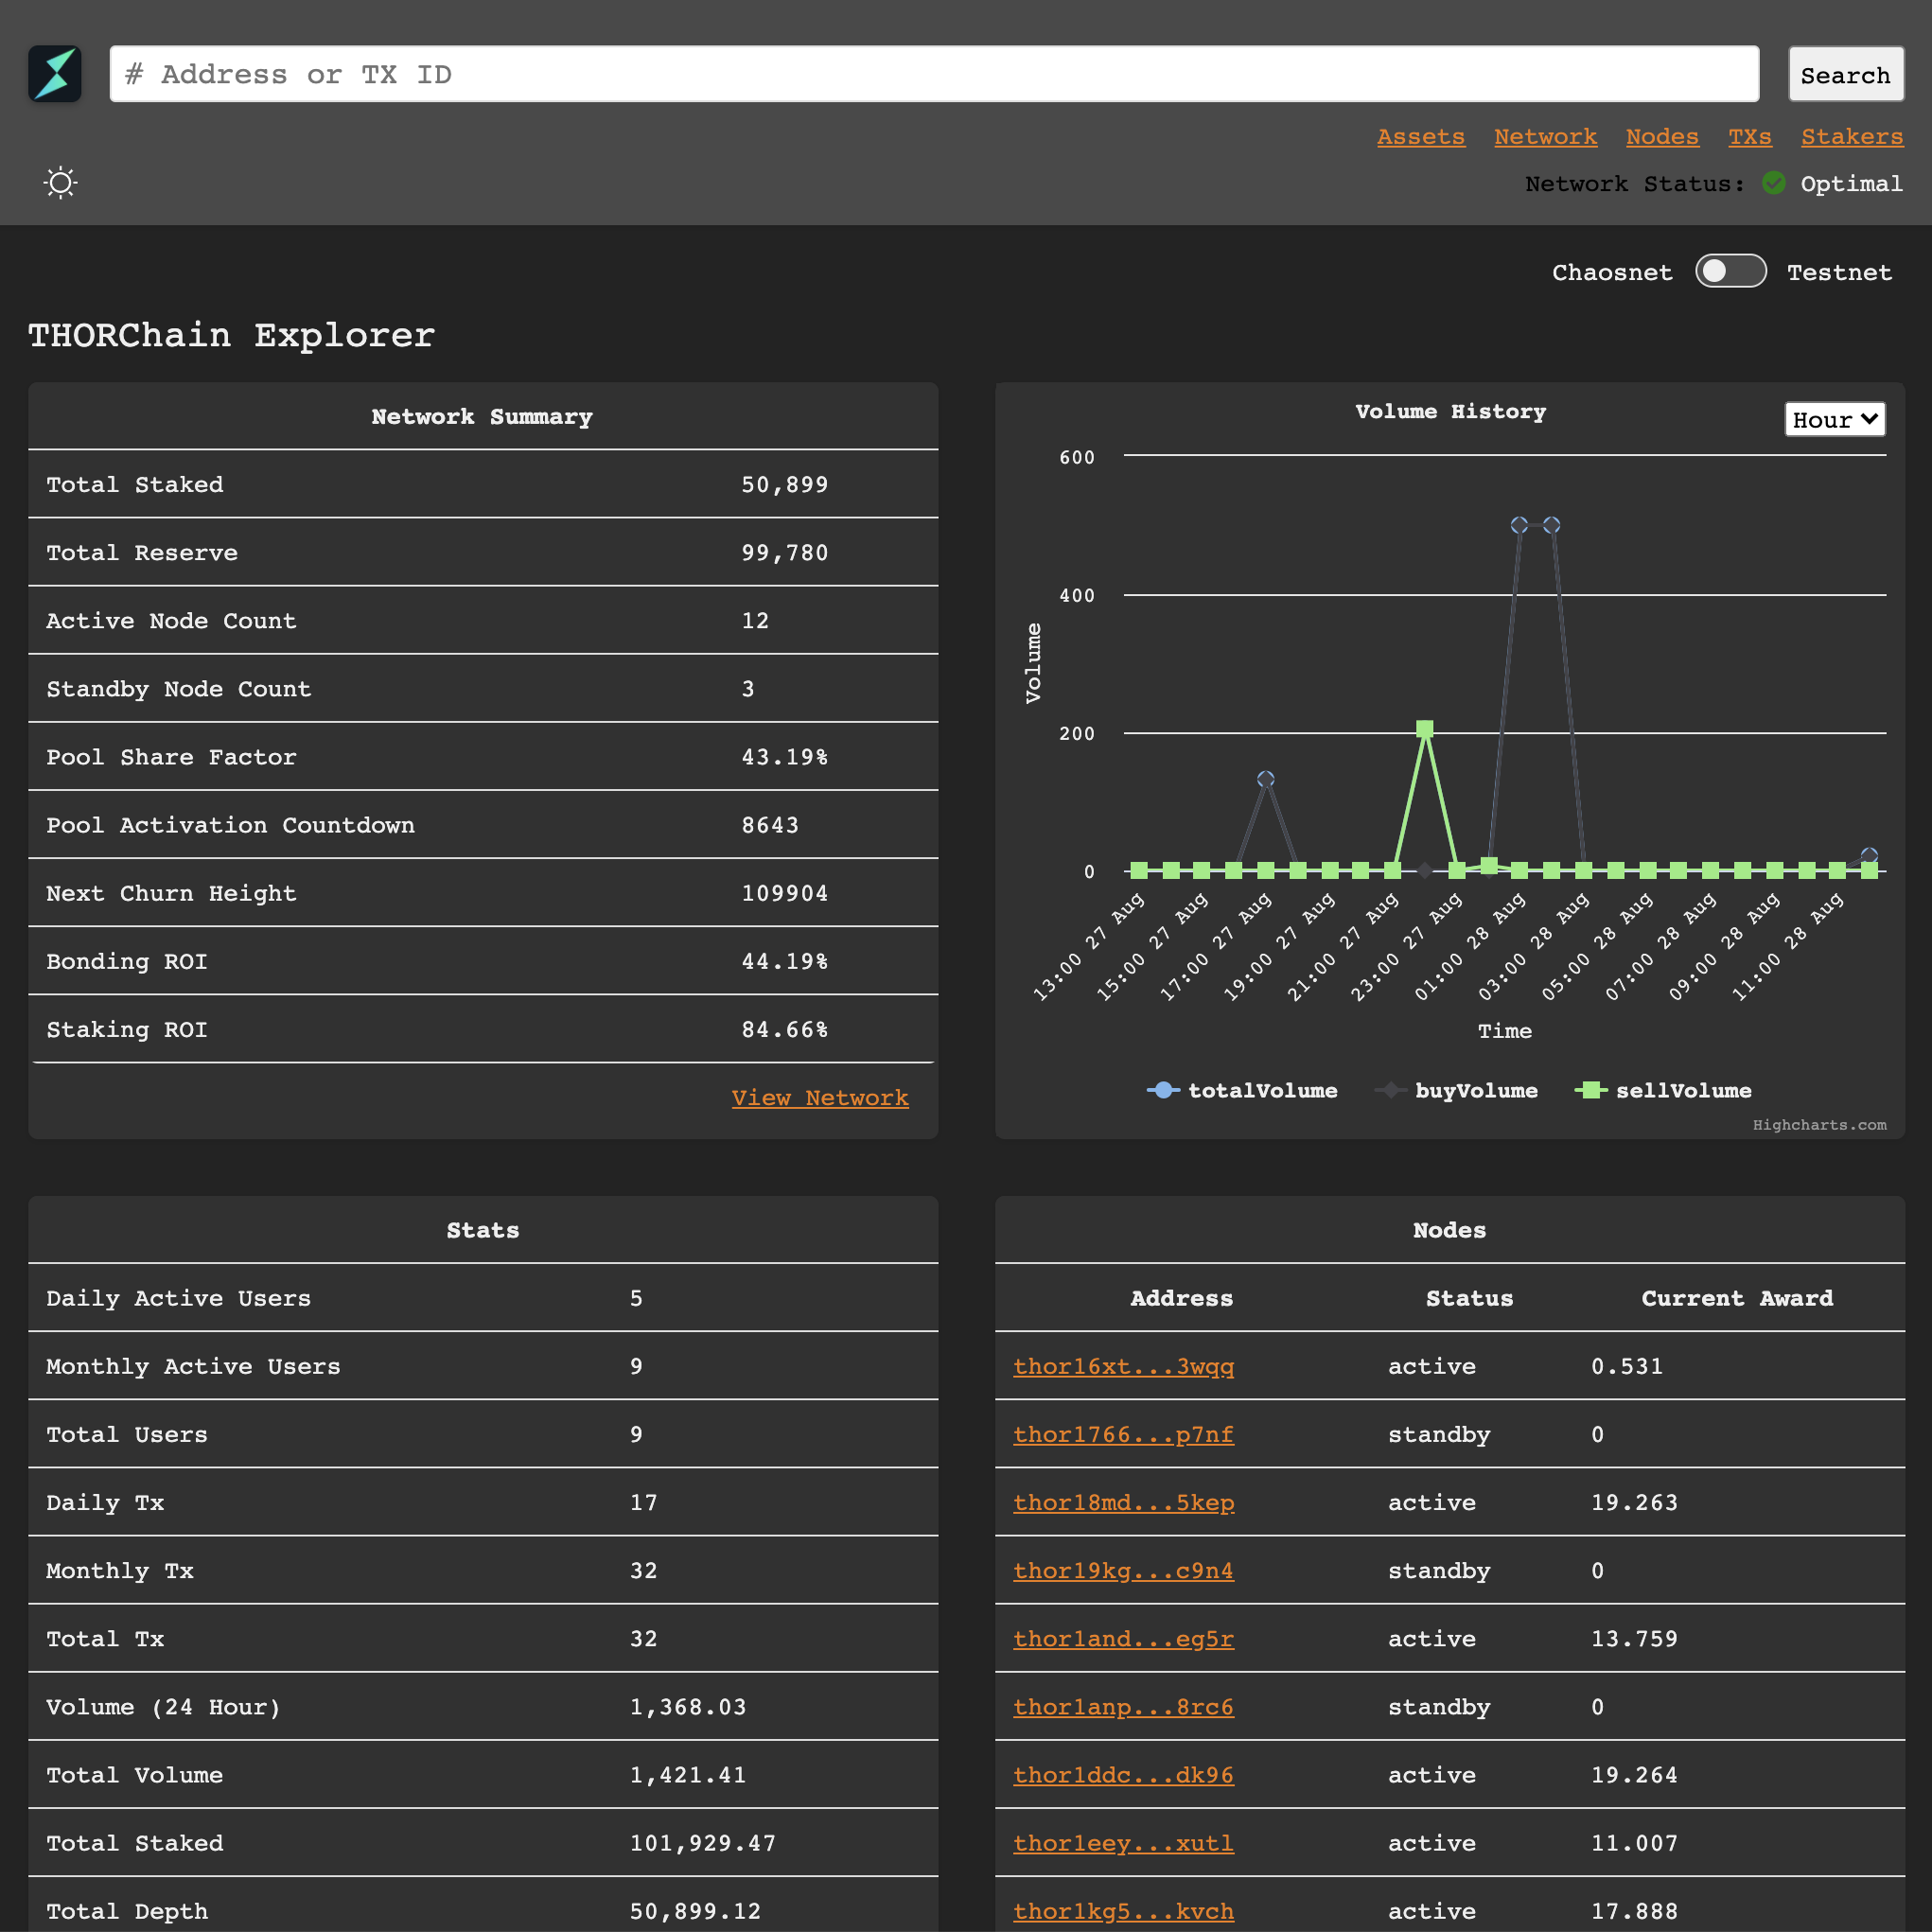 # Address or TX ID
Search
Assets Network Nodes TXs Stakers
Network Status: Optimal
Chaosnet Testnet
THORChain Explorer
Network Summary
Total Staked 50,899
Total Reserve 99,780
Active Node Count 12
Standby Node Count 3
Pool Share Factor 43.19%
Pool Activation Countdown 8643
Next Churn Height 109904
Bonding ROI 44.19%
Staking ROI 84.66%
View Network
Volume History
Hour
Volume
600
400
200
0
13:00 27 Aug
15:00 27 Aug
17:00 27 Aug
19:00 27 Aug
21:00 27 Aug
23:00 27 Aug
01:00 28 Aug
03:00 28 Aug
05:00 28 Aug
07:00 28 Aug
09:00 28 Aug
11:00 28 Aug
Time
totalVolume buyVolume sellVolume
Highcharts.com
Stats
Daily Active Users 5
Monthly Active Users 9
Total Users 9
Daily Tx 17
Monthly Tx 32
Total Tx 32
Volume (24 Hour) 1,368.03
Total Volume 1,421.41
Total Staked 101,929.47
Total Depth 50,899.12
Nodes
Address Status Current Award
thor16xt...3wqq active 0.531
thor1766...p7nf standby 0
thor18md...5kep active 19.263
thor19kg...c9n4 standby 0
thor1and...eg5r active 13.759
thor1anp...8rc6 standby 0
thor1ddc...dk96 active 19.264
thor1eey...xutl active 11.007
thor1kg5...kvch active 17.888